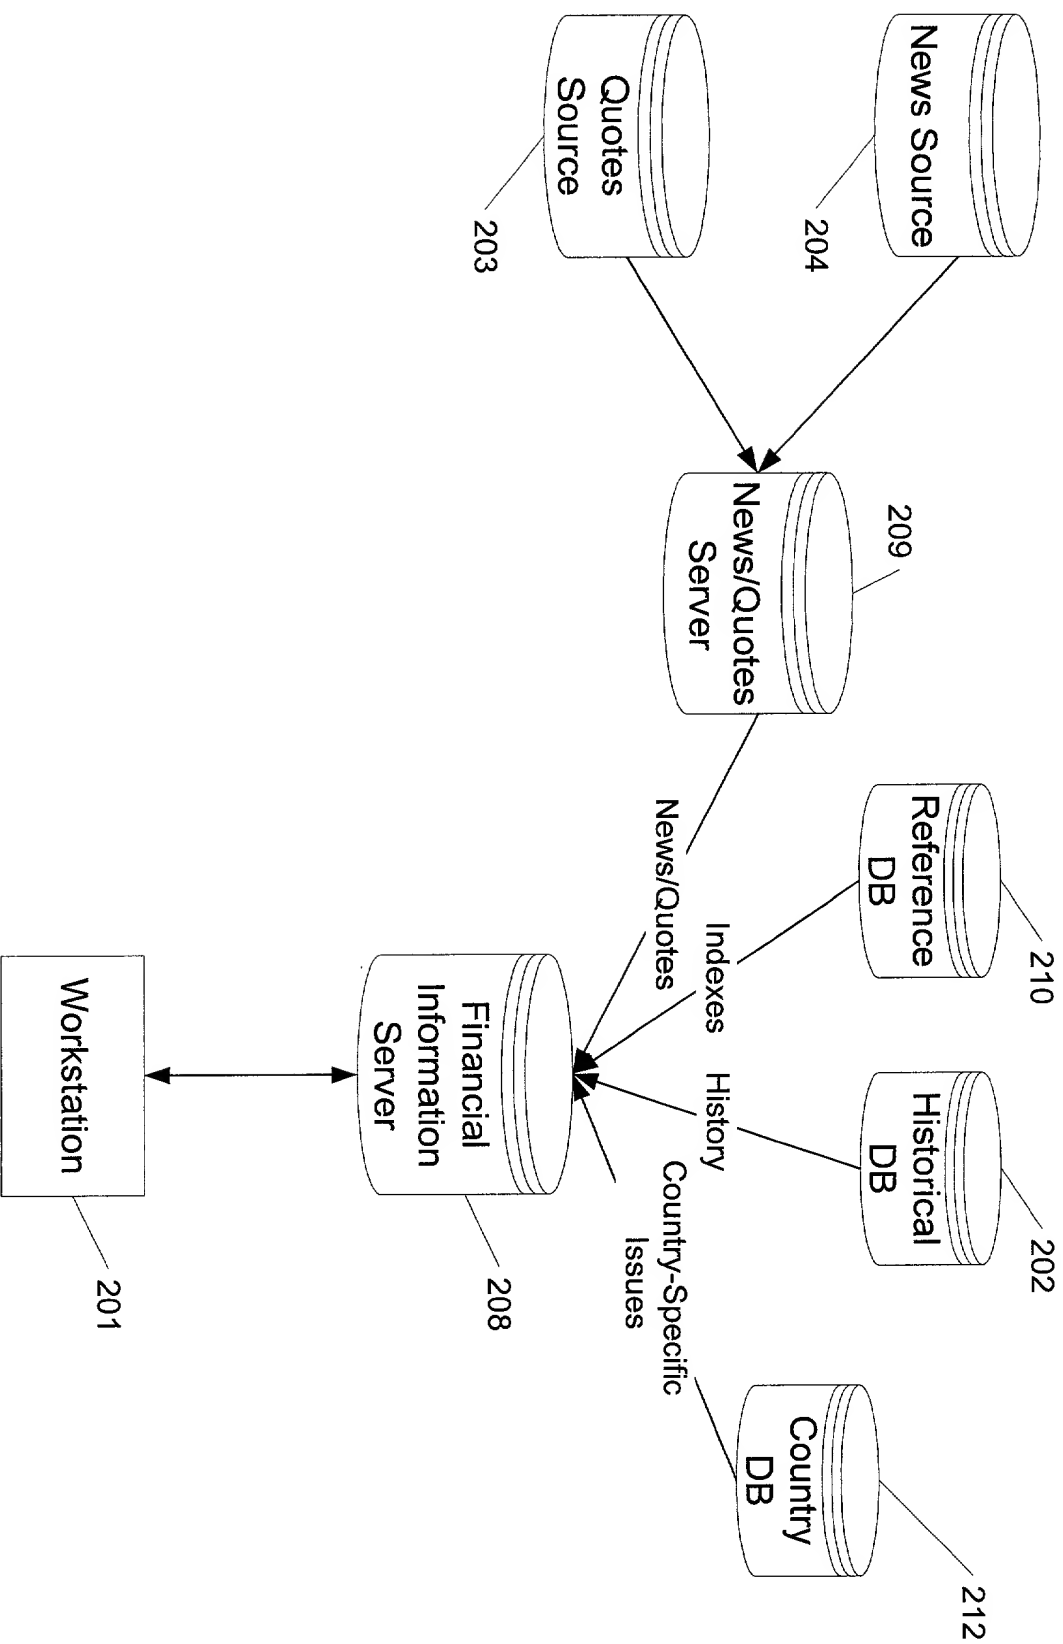 News Source
204
Quotes
Source
203
209
News/Quotes
Server
Reference
DB
210
Historical
DB
202
Country
DB
212
News/Quotes
Indexes
History
Country-Specific
Issues
Financial
Information
Server
208
Workstation
201